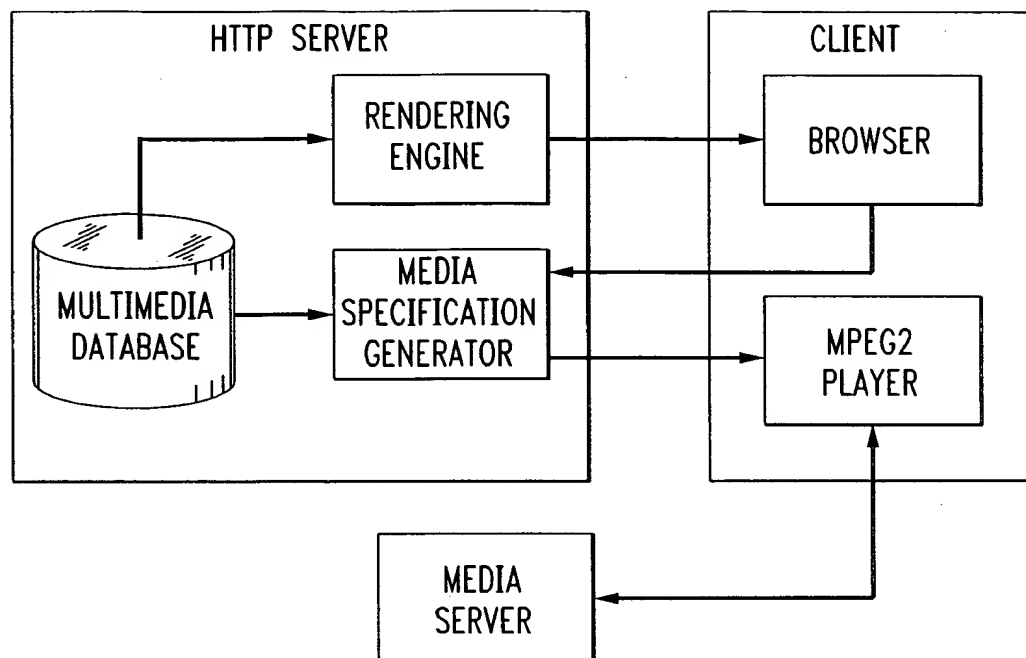 HTTP SERVER
CLIENT
RENDERING
ENGINE
BROWSER
MULTIMEDIA
DATABASE
MEDIA
SPECIFICATION
GENERATOR
MPEG2
PLAYER
MEDIA
SERVER